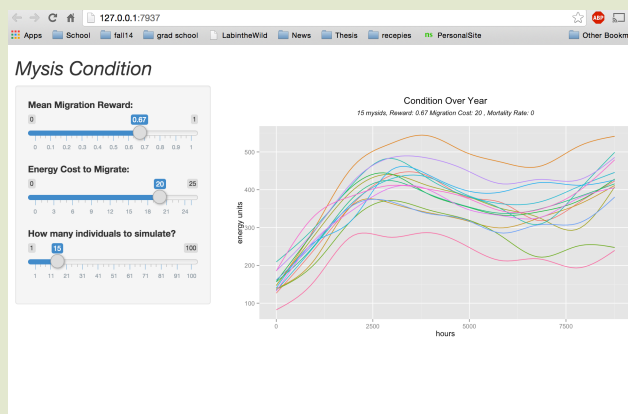 127.0.0.1:7937
ABP
Apps School fall14 grad school LabintheWild News Thesis recepies ns PersonalSite Other Bookm
Mysis Condition
Mean Migration Reward:
0 0.67 1
0 0.1 0.2 0.3 0.4 0.5 0.6 0.7 0.8 0.9 1
Energy Cost to Migrate:
0 20 25
0 3 6 9 12 15 18 21 24
How many individuals to simulate?
1 15 100
1 11 21 31 41 51 61 71 81 91 100
Condition Over Year
15 mysids, Reward: 0.67 Migration Cost: 20 , Mortality Rate: 0
energy units
500
400
300
200
100
0 2500 5000 7500
hours